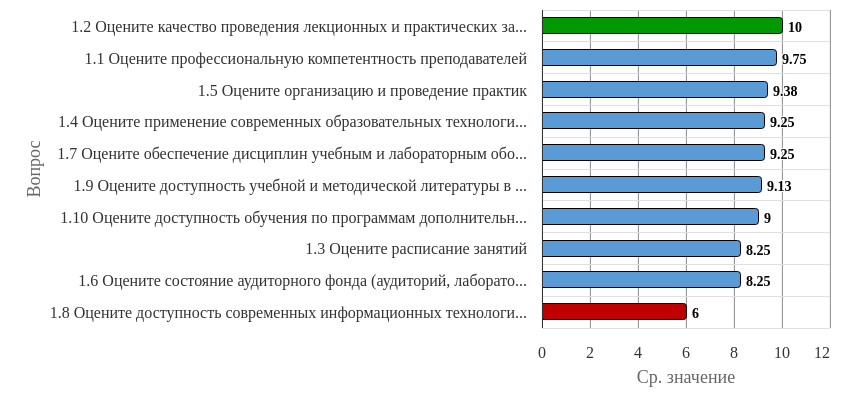 1.2 Оцените качество проведения лекционных и практических за... 10
1.1 Оцените профессиональную компетентность преподавателей 9.75
1.5 Оцените организацию и проведение практик 9.38
1.4 Оцените применение современных образовательных технологи... 9.25
1.7 Оцените обеспечение дисциплин учебным и лабораторным обо... 9.25
1.9 Оцените доступность учебной и методической литературы в ... 9.13
1.10 Оцените доступность обучения по программам дополнительн... 9
1.3 Оцените расписание занятий 8.25
1.6 Оцените состояние аудиторного фонда (аудиторий, лаборато... 8.25
1.8 Оцените доступность современных информационных технологи... 6
Вопрос
0 2 4 6 8 10 12
Ср. значение